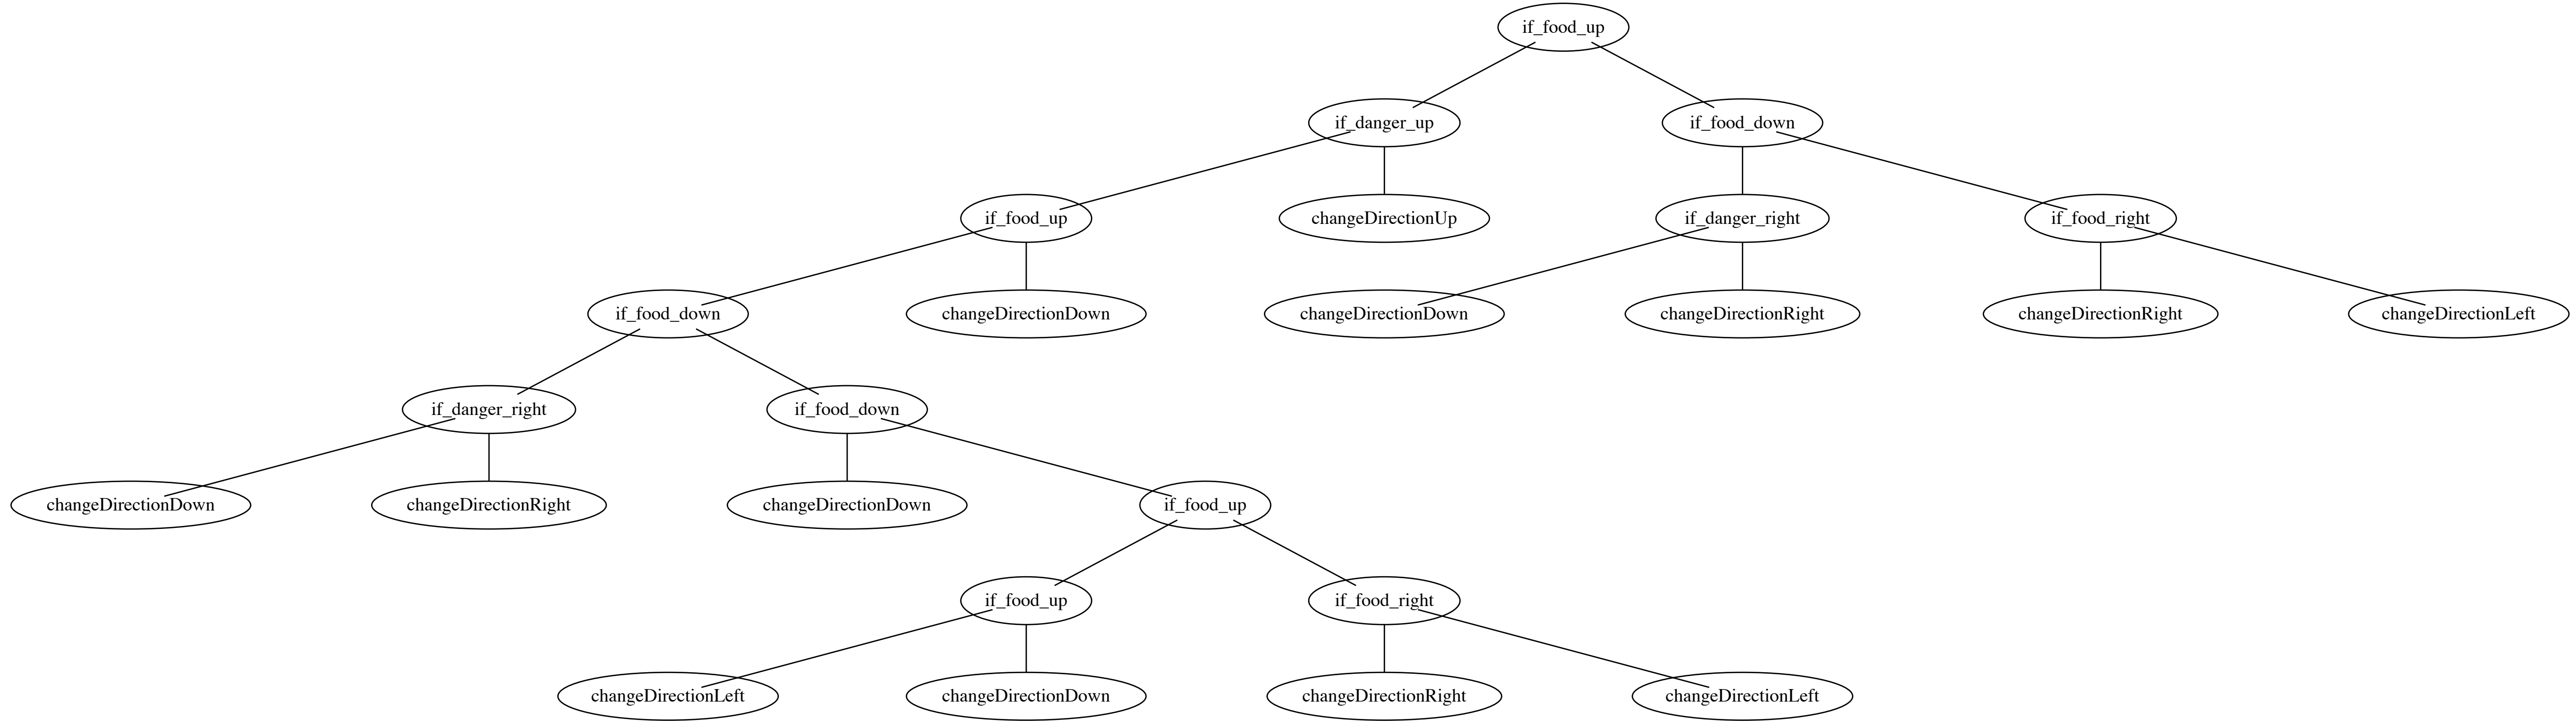 if_food_up
if_danger_up
if_food_down
if_food_up
changeDirectionUp
if_danger_right
if_food_right
if_food_down
changeDirectionDown
changeDirectionDown
changeDirectionRight
changeDirectionRight
changeDirectionLeft
if_danger_right
if_food_down
changeDirectionDown
changeDirectionRight
changeDirectionDown
if_food_up
if_food_up
if_food_right
changeDirectionLeft
changeDirectionDown
changeDirectionRight
changeDirectionLeft